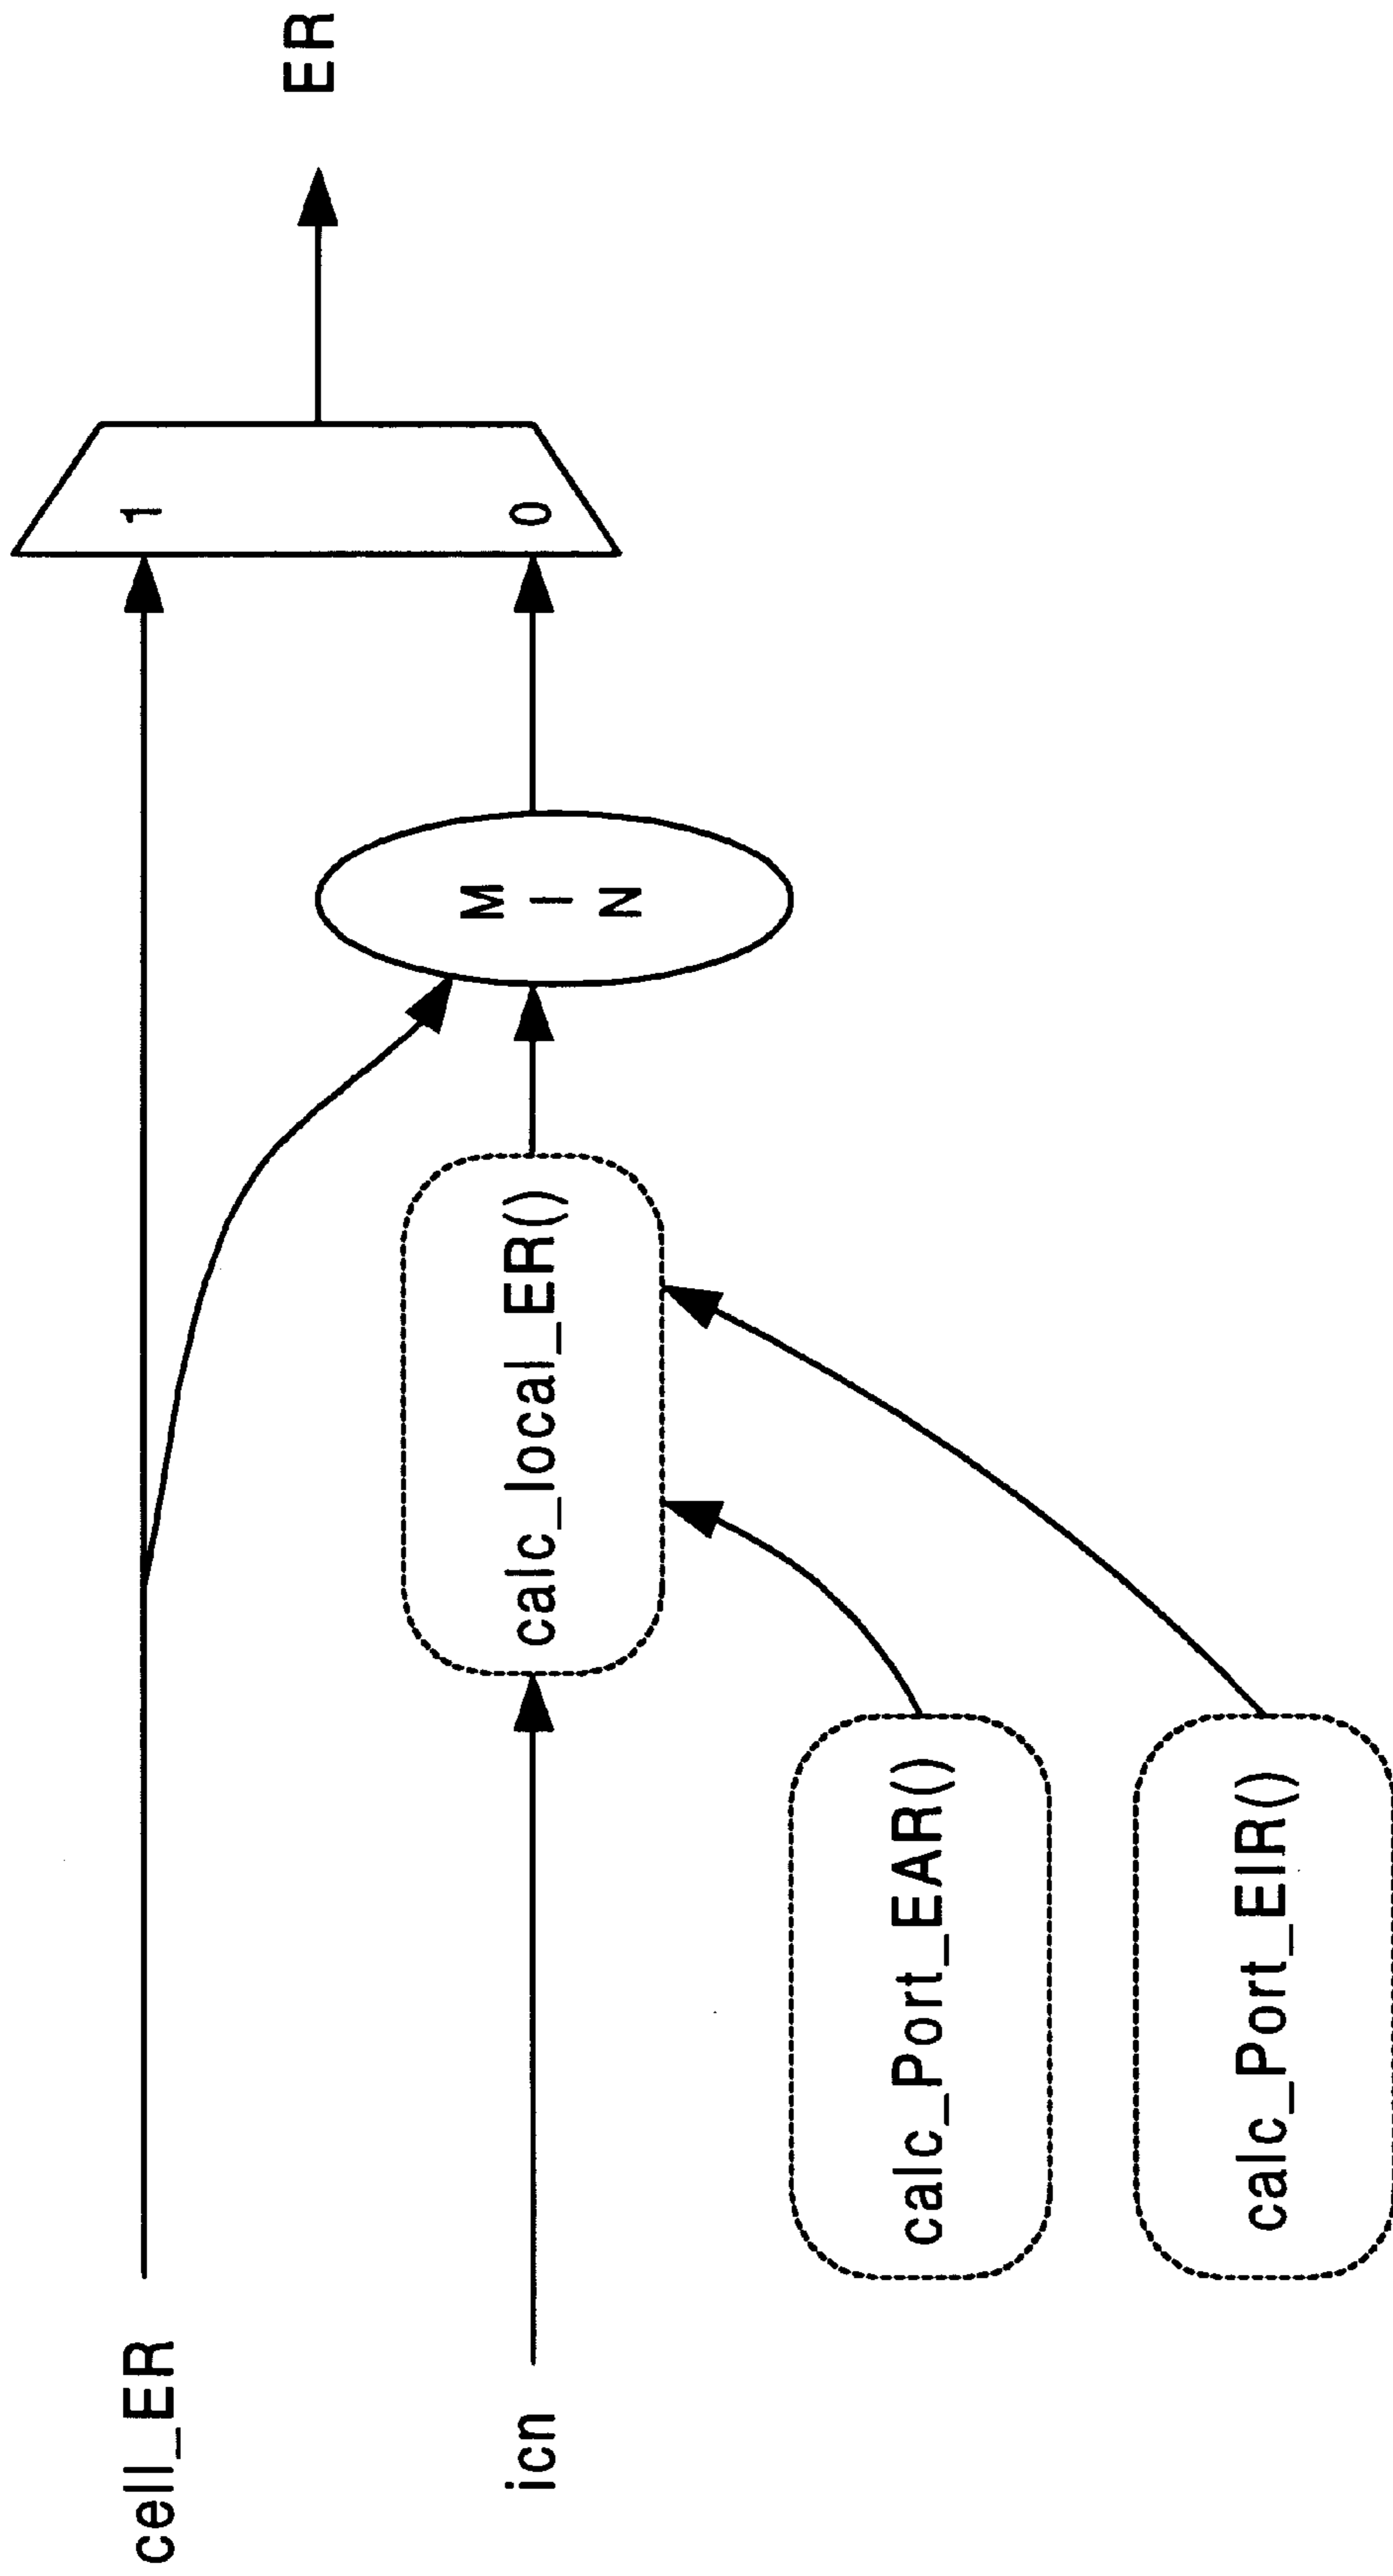 cell_ER
1
ER
icn
calc_local_ER()
MIN
0
calc_Port_EAR()
calc_Port_EIR()